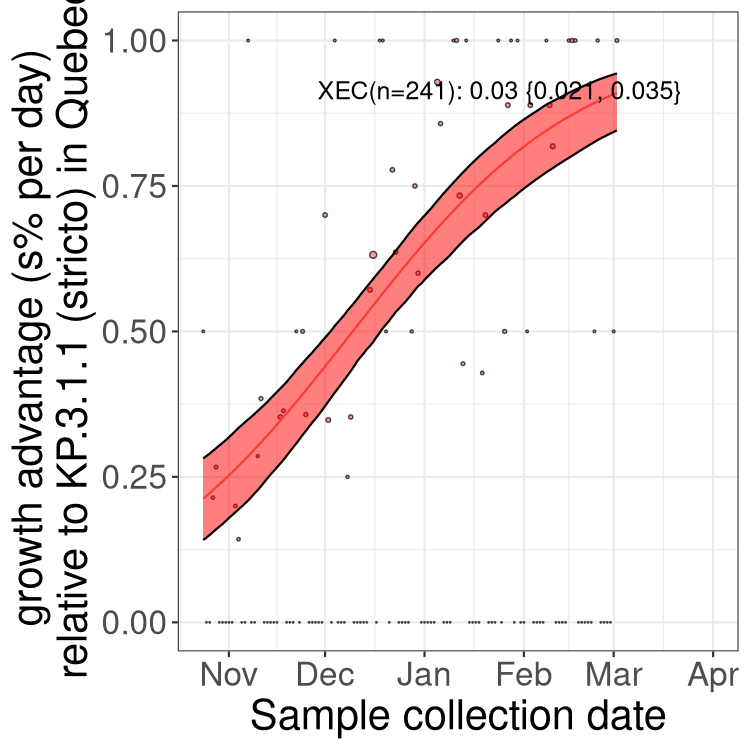 growth advantage (s% per day)
relative to KP.3.1.1 (stricto) in Quebec
1.00
0.75
0.50
0.25
0.00
XEC(n=241): 0.03 {0.021, 0.035}
Nov Dec Jan Feb Mar Apr
Sample collection date